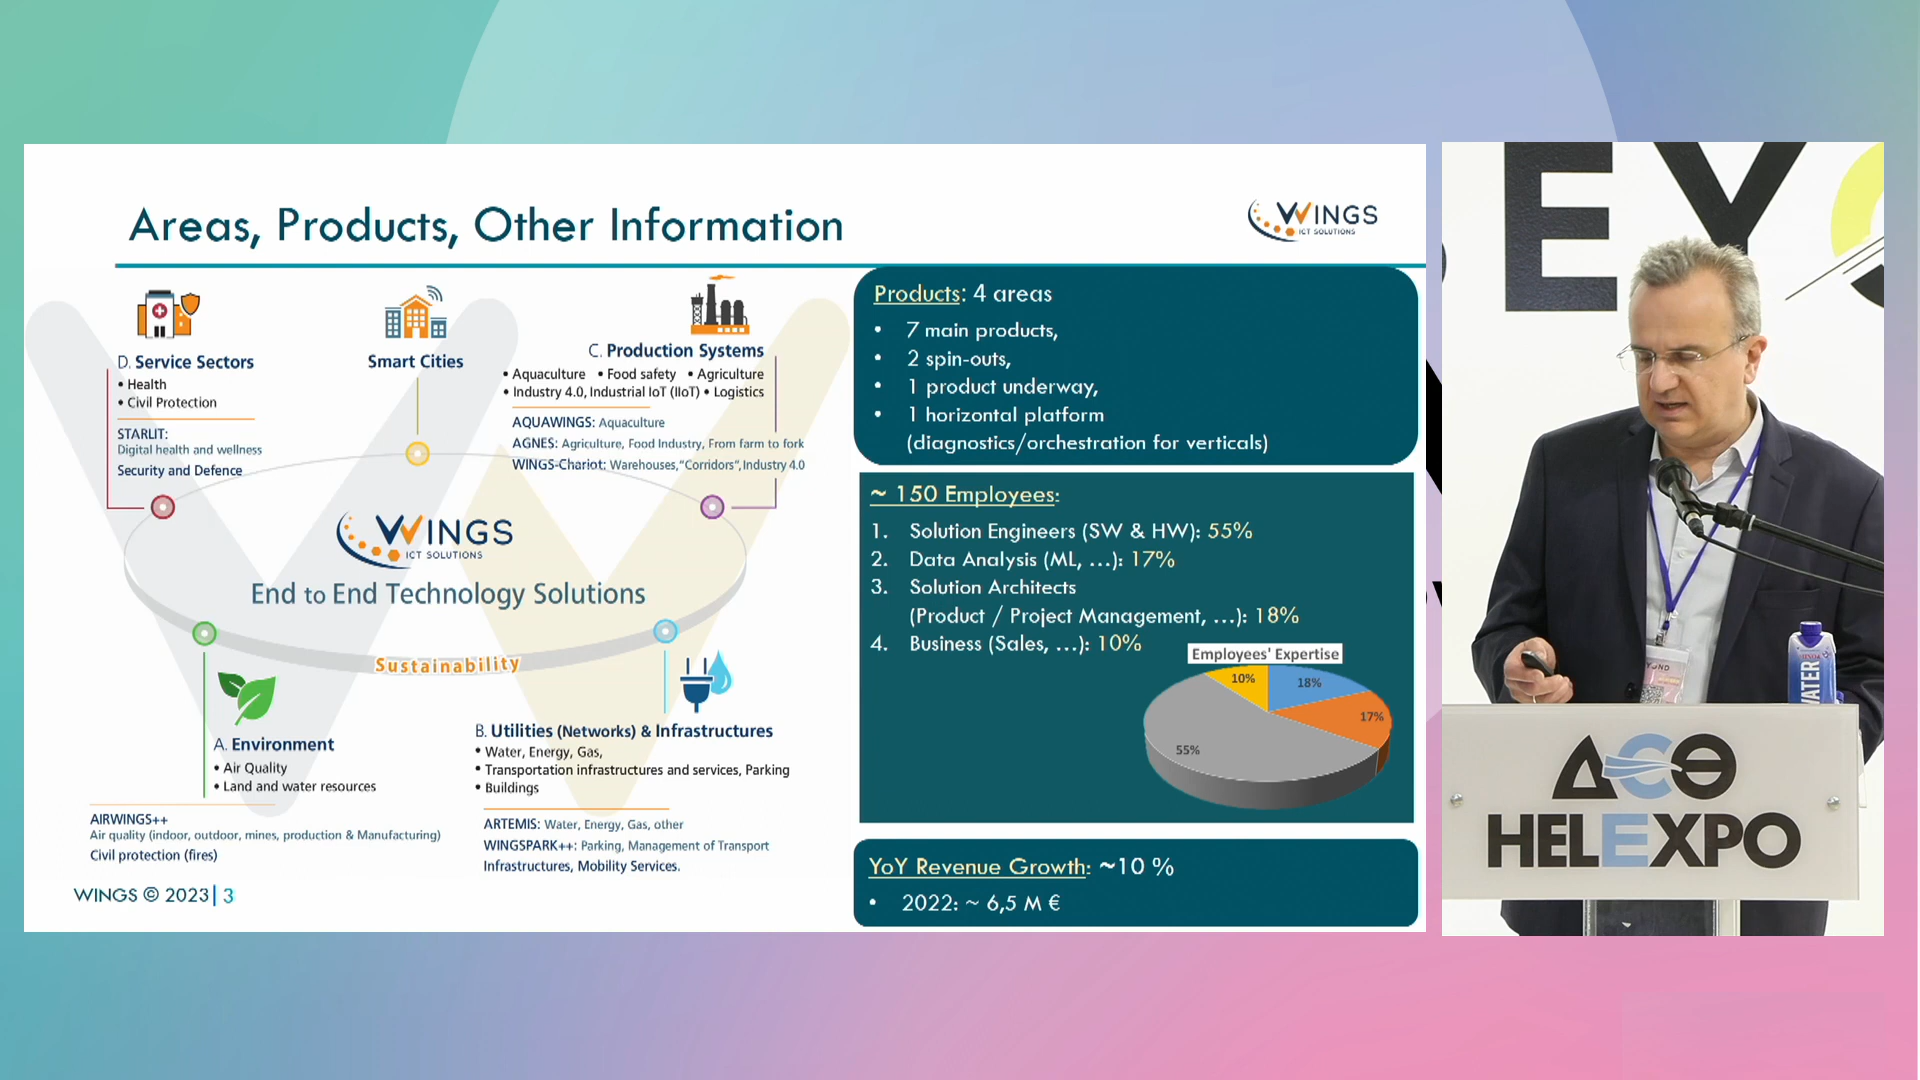 Areas, Products, Other Information
WINGS
ICT SOLUTIONS
D. Service Sectors
• Health
• Civil Protection
STARLIT:
Digital health and wellness
Security and Defence
Smart Cities
C. Production Systems
• Aquaculture • Food safety • Agriculture
• Industry 4.0, Industrial IoT (IIoT) • Logistics
AQUAWINGS: Aquaculture
AGNES: Agriculture, Food Industry, From farm to fork
WINGS-Chariot: Warehouses, "Corridors", Industry 4.0
WINGS
ICT SOLUTIONS
End to End Technology Solutions
Sustainability
A. Environment
• Air Quality
• Land and water resources
AIRWINGS++
Air quality (indoor, outdoor, mines, production & Manufacturing)
Civil protection (fires)
B. Utilities (Networks) & Infrastructures
• Water, Energy, Gas,
• Transportation infrastructures and services, Parking
• Buildings
ARTEMIS: Water, Energy, Gas, other
WINGSPARK++: Parking, Management of Transport
Infrastructures, Mobility Services.
WINGS © 2023| 3
Products: 4 areas
• 7 main products,
• 2 spin-outs,
• 1 product underway,
• 1 horizontal platform
(diagnostics/orchestration for verticals)
~ 150 Employees:
1. Solution Engineers (SW & HW): 55%
2. Data Analysis (ML, ...): 17%
3. Solution Architects
(Product / Project Management, ...): 18%
4. Business (Sales, ...): 10%
Employees' Expertise
10%
18%
17%
55%
YoY Revenue Growth: ~10 %
• 2022: ~ 6,5 M €
EY
WATER
ΔΕΘ
HELEXPO